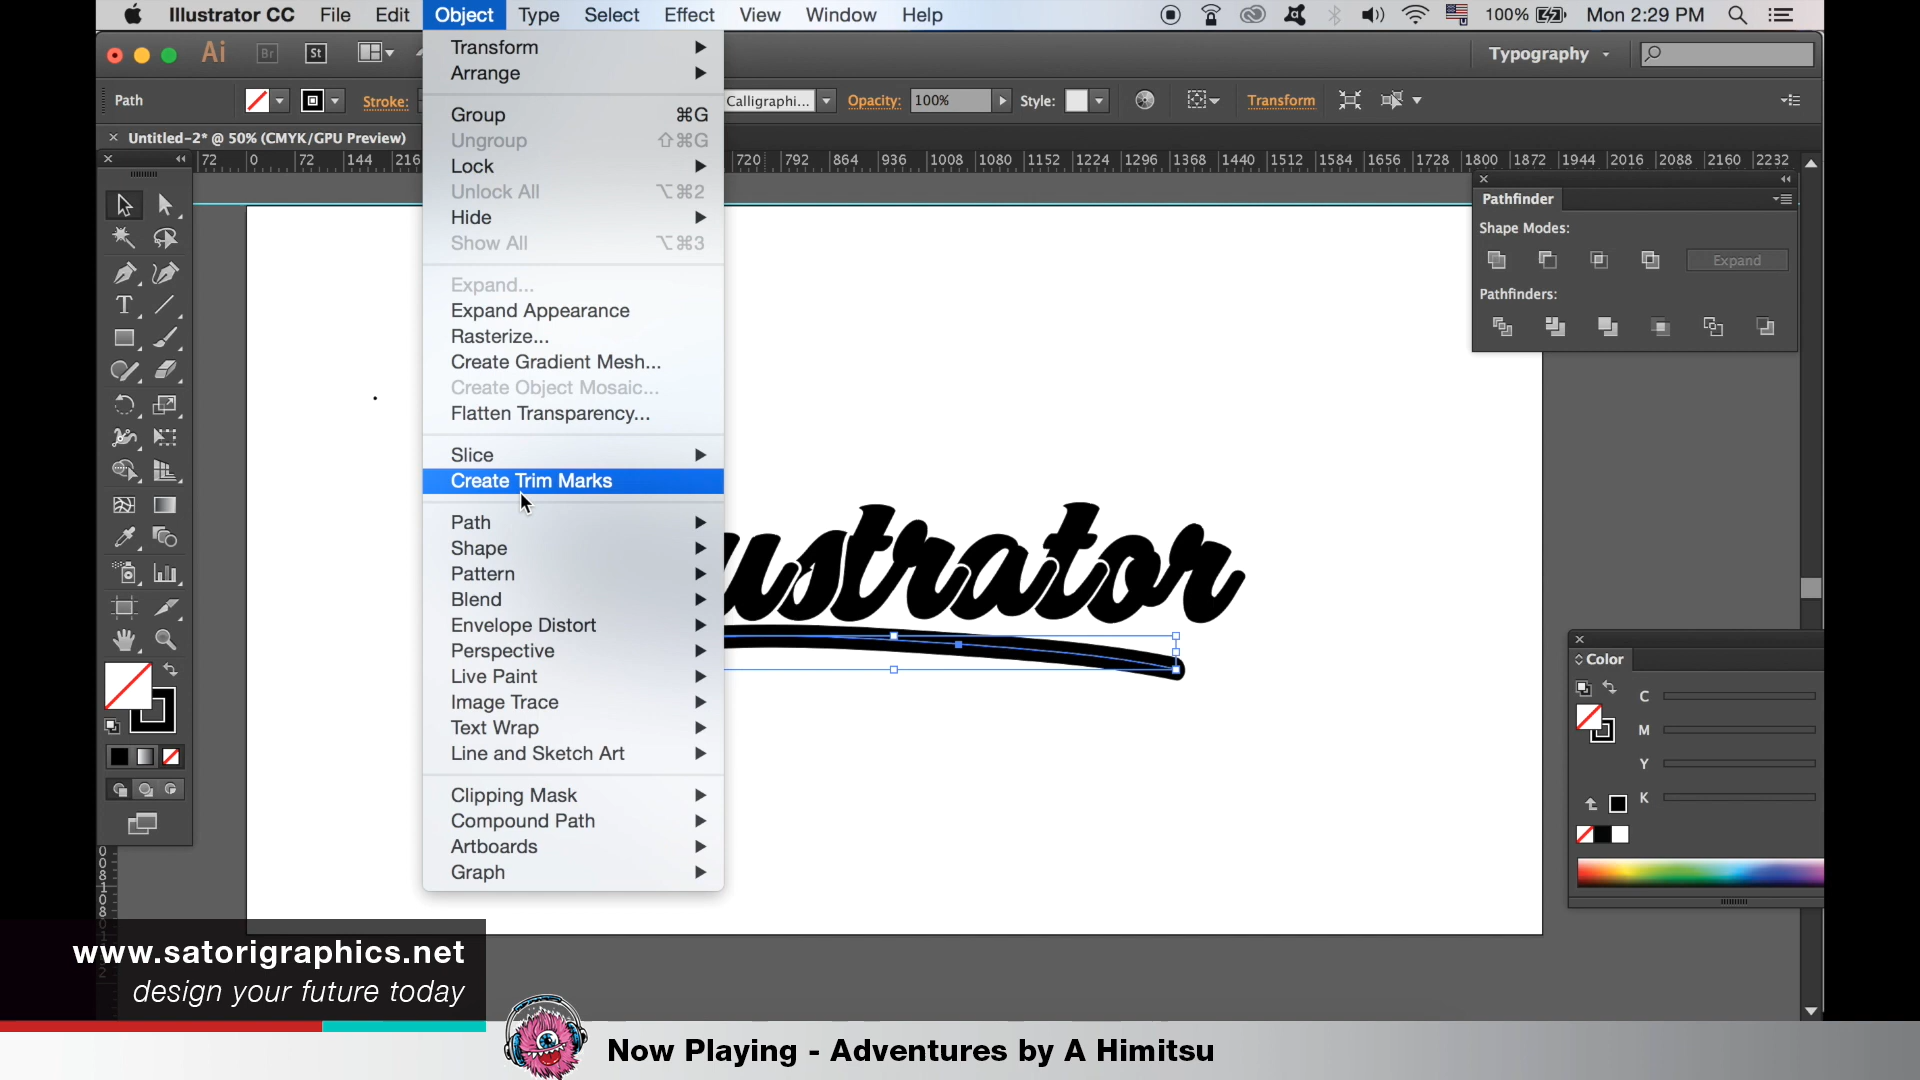 Illustrator CC File Edit Object Type Select Effect View Window Help 100% Mon 2:29 PM
Ai Br St Typography
Path Stroke: Calligraphi... Opacity: 100% Style: Transform
Untitled-2* @ 50% (CMYK/GPU Preview)
72 0 72 144 216 720 792 864 936 1008 1080 1152 1224 1296 1368 1440 1512 1584 1656 1728 1800 1872 1944 2016 2088 2160 2232
Transform
Arrange
Group ⌘G
Ungroup ⇧⌘G
Lock
Unlock All ⌥⌘2
Hide
Show All ⌥⌘3
Expand...
Expand Appearance
Rasterize...
Create Gradient Mesh...
Create Object Mosaic...
Flatten Transparency...
Slice
Create Trim Marks
Path
Shape
Pattern
Blend
Envelope Distort
Perspective
Live Paint
Image Trace
Text Wrap
Line and Sketch Art
Clipping Mask
Compound Path
Artboards
Graph
Pathfinder
Shape Modes:
Expand
Pathfinders:
ustrator
Color
C
M
Y
K
www.satorigraphics.net
design your future today
Now Playing - Adventures by A Himitsu